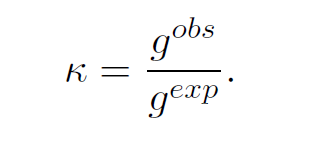 κ = g^{obs} / g^{exp}.